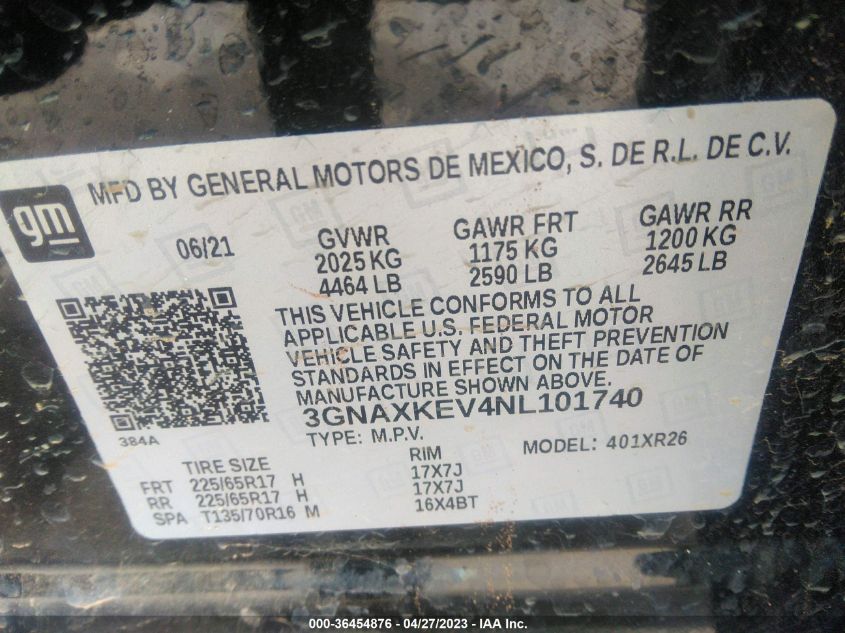 MFD BY GENERAL MOTORS DE MEXICO, S. DE R.L. DE C.V.
gm
06/21
GVWR
2025 KG
4464 LB
GAWR FRT
1175 KG
2590 LB
GAWR RR
1200 KG
2645 LB
THIS VEHICLE CONFORMS TO ALL
APPLICABLE U.S. FEDERAL MOTOR
VEHICLE SAFETY AND THEFT PREVENTION
STANDARDS IN EFFECT ON THE DATE OF
MANUFACTURE SHOWN ABOVE.
384A
3GNAXKEV4NL101740
TYPE: M.P.V.
MODEL: 401XR26
TIRE SIZE RIM
FRT 225/65R17 H 17X7J
RR 225/65R17 H 17X7J
SPA T135/70R16 M 16X4BT
000-36454876 | 04/27/2023 | IAA Inc.